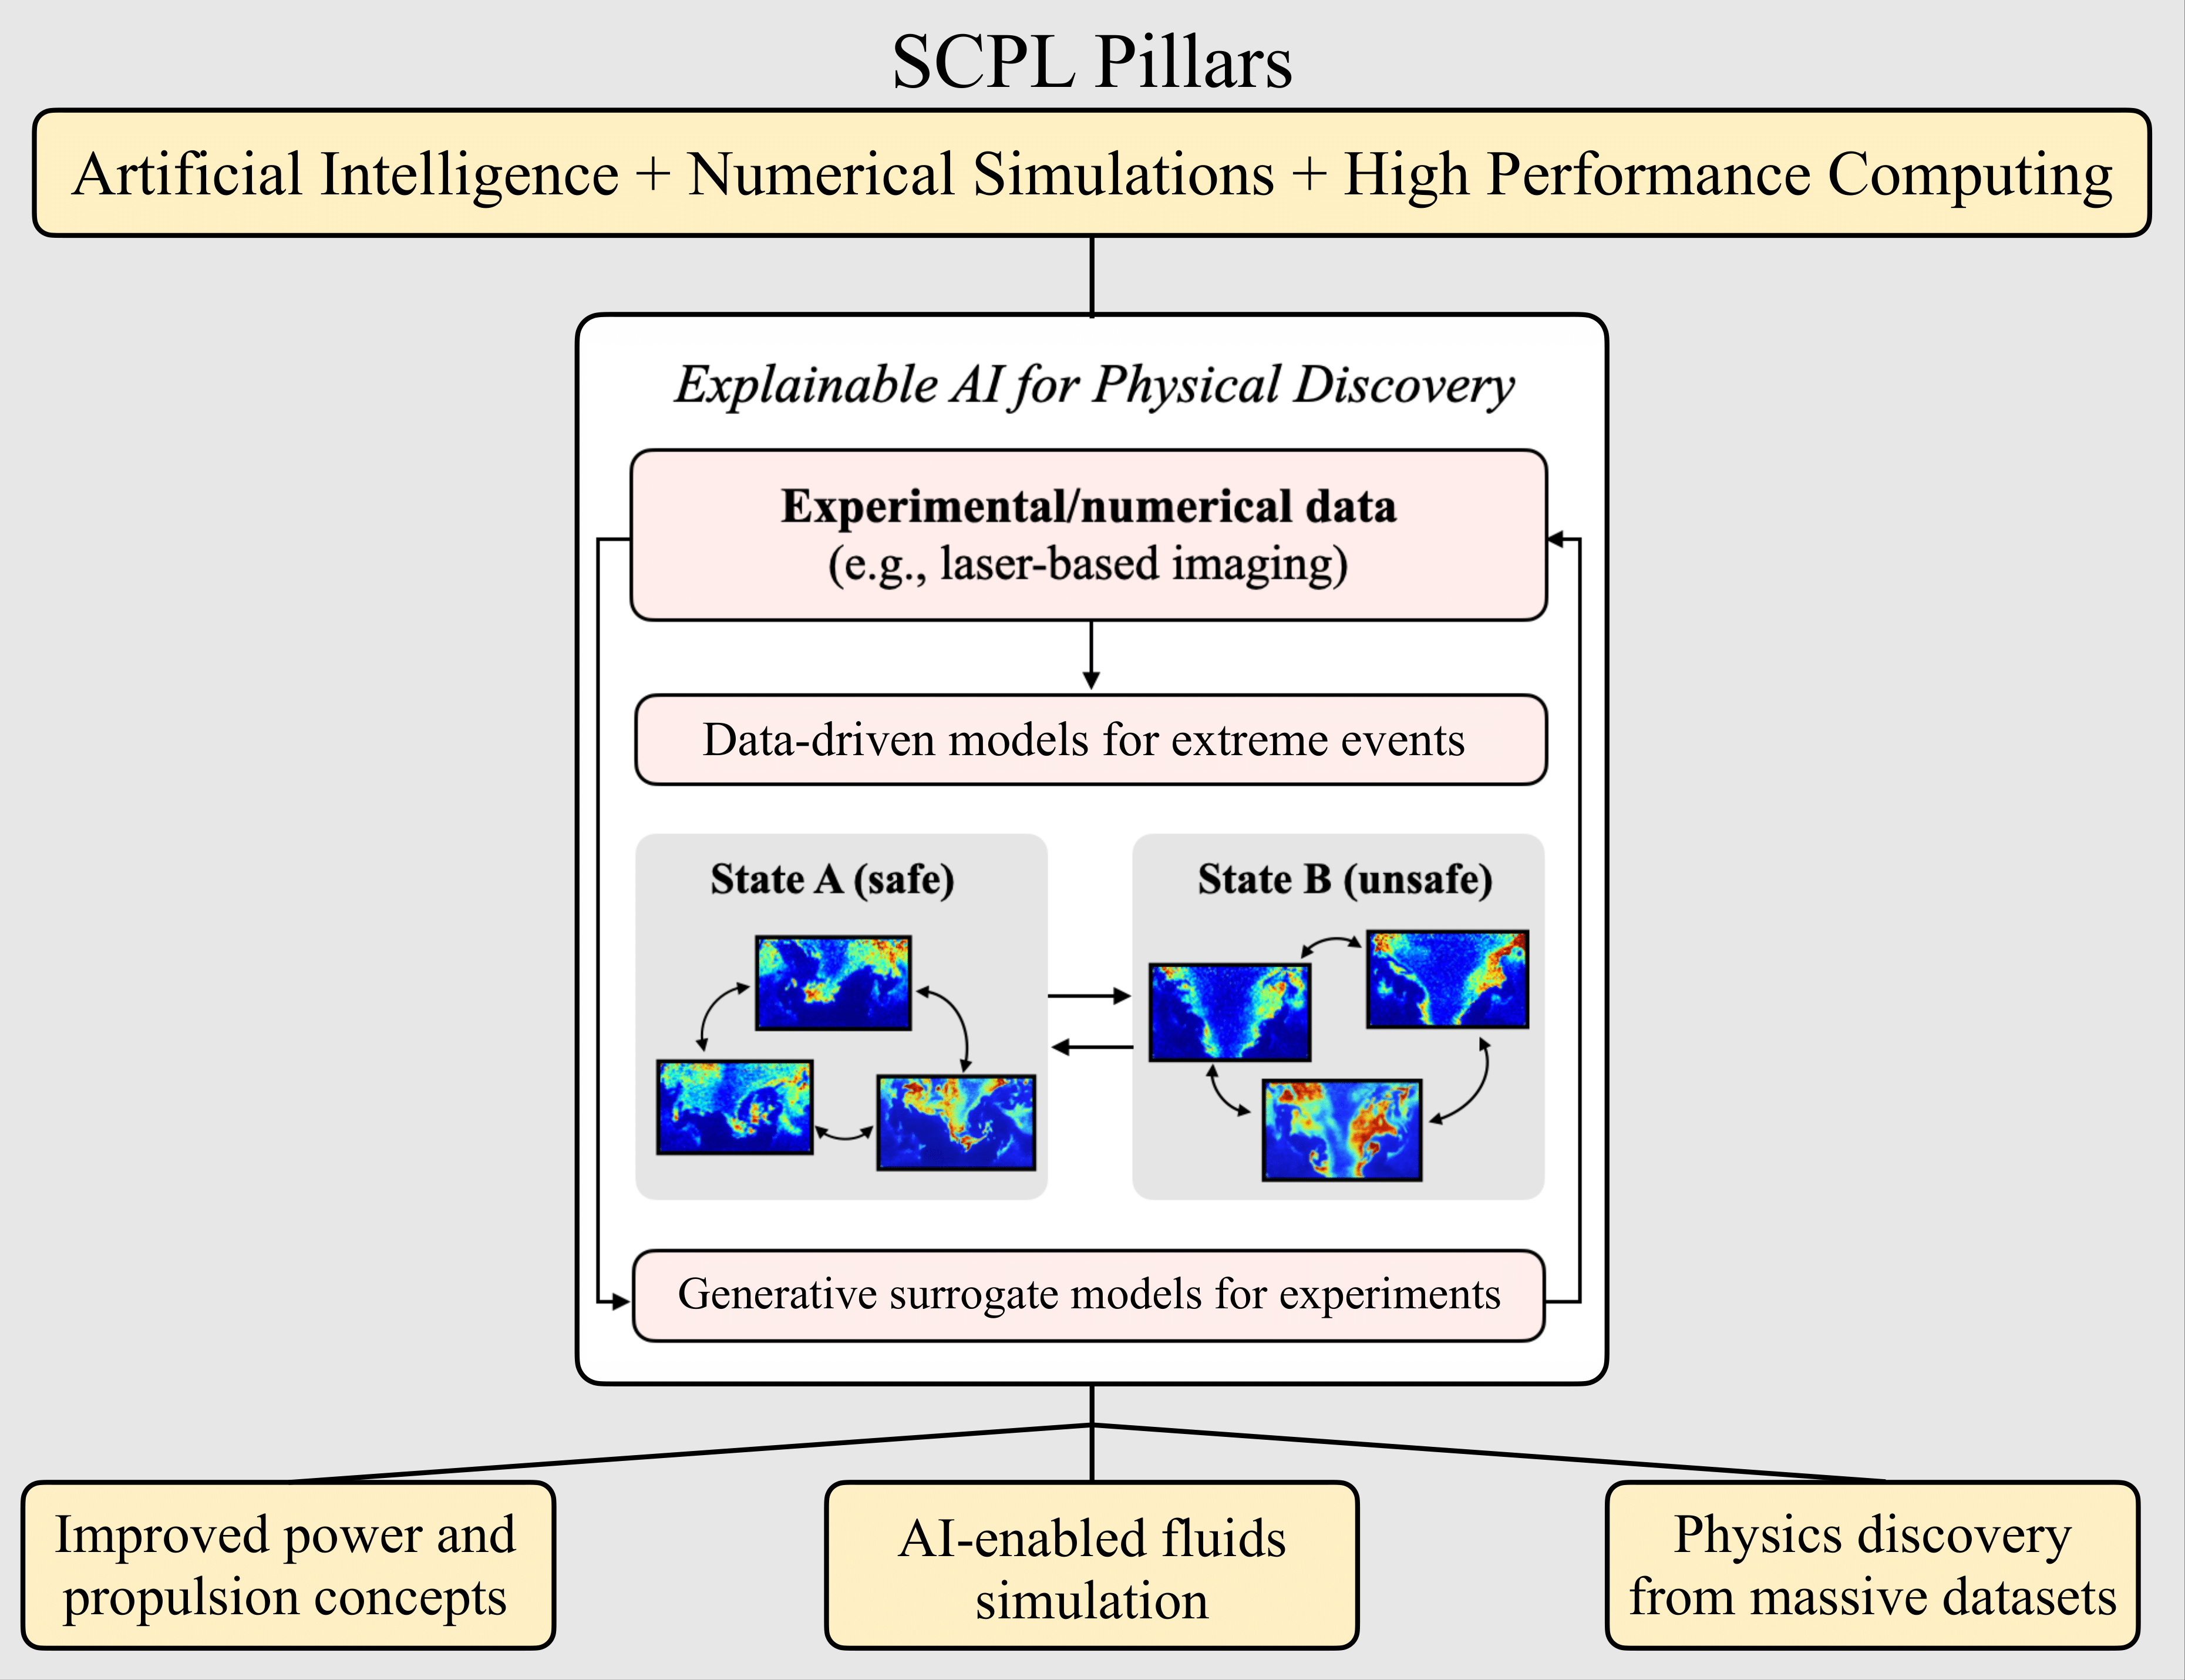 SCPL Pillars
Artificial Intelligence + Numerical Simulations + High Performance Computing
Explainable AI for Physical Discovery
Experimental/numerical data
(e.g., laser-based imaging)
Data-driven models for extreme events
State A (safe)
State B (unsafe)
Generative surrogate models for experiments
Improved power and
propulsion concepts
AI-enabled fluids
simulation
Physics discovery
from massive datasets